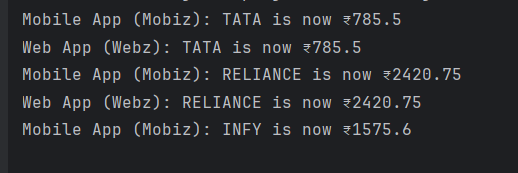 Mobile App (Mobiz): TATA is now ₹785.5
Web App (Webz): TATA is now ₹785.5
Mobile App (Mobiz): RELIANCE is now ₹2420.75
Web App (Webz): RELIANCE is now ₹2420.75
Mobile App (Mobiz): INFY is now ₹1575.6